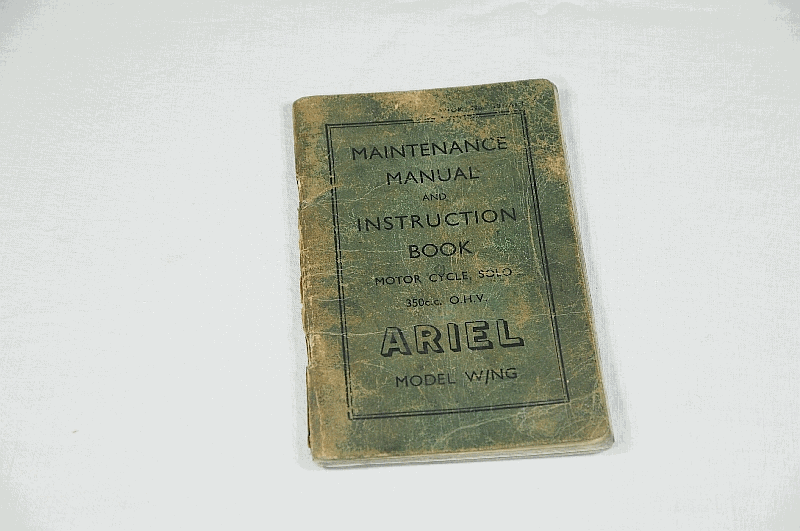 MAINTENANCE
MANUAL
AND
INSTRUCTION
BOOK
MOTOR CYCLE, SOLO
350c.c. O.H.V.
ARIEL
MODEL W/NG